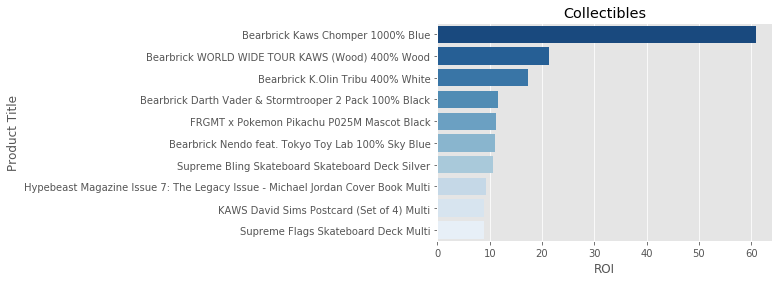 Collectibles
Product Title
Bearbrick Kaws Chomper 1000% Blue
Bearbrick WORLD WIDE TOUR KAWS (Wood) 400% Wood
Bearbrick K.Olin Tribu 400% White
Bearbrick Darth Vader & Stormtrooper 2 Pack 100% Black
FRGMT x Pokemon Pikachu P025M Mascot Black
Bearbrick Nendo feat. Tokyo Toy Lab 100% Sky Blue
Supreme Bling Skateboard Skateboard Deck Silver
Hypebeast Magazine Issue 7: The Legacy Issue - Michael Jordan Cover Book Multi
KAWS David Sims Postcard (Set of 4) Multi
Supreme Flags Skateboard Deck Multi
0 10 20 30 40 50 60
ROI